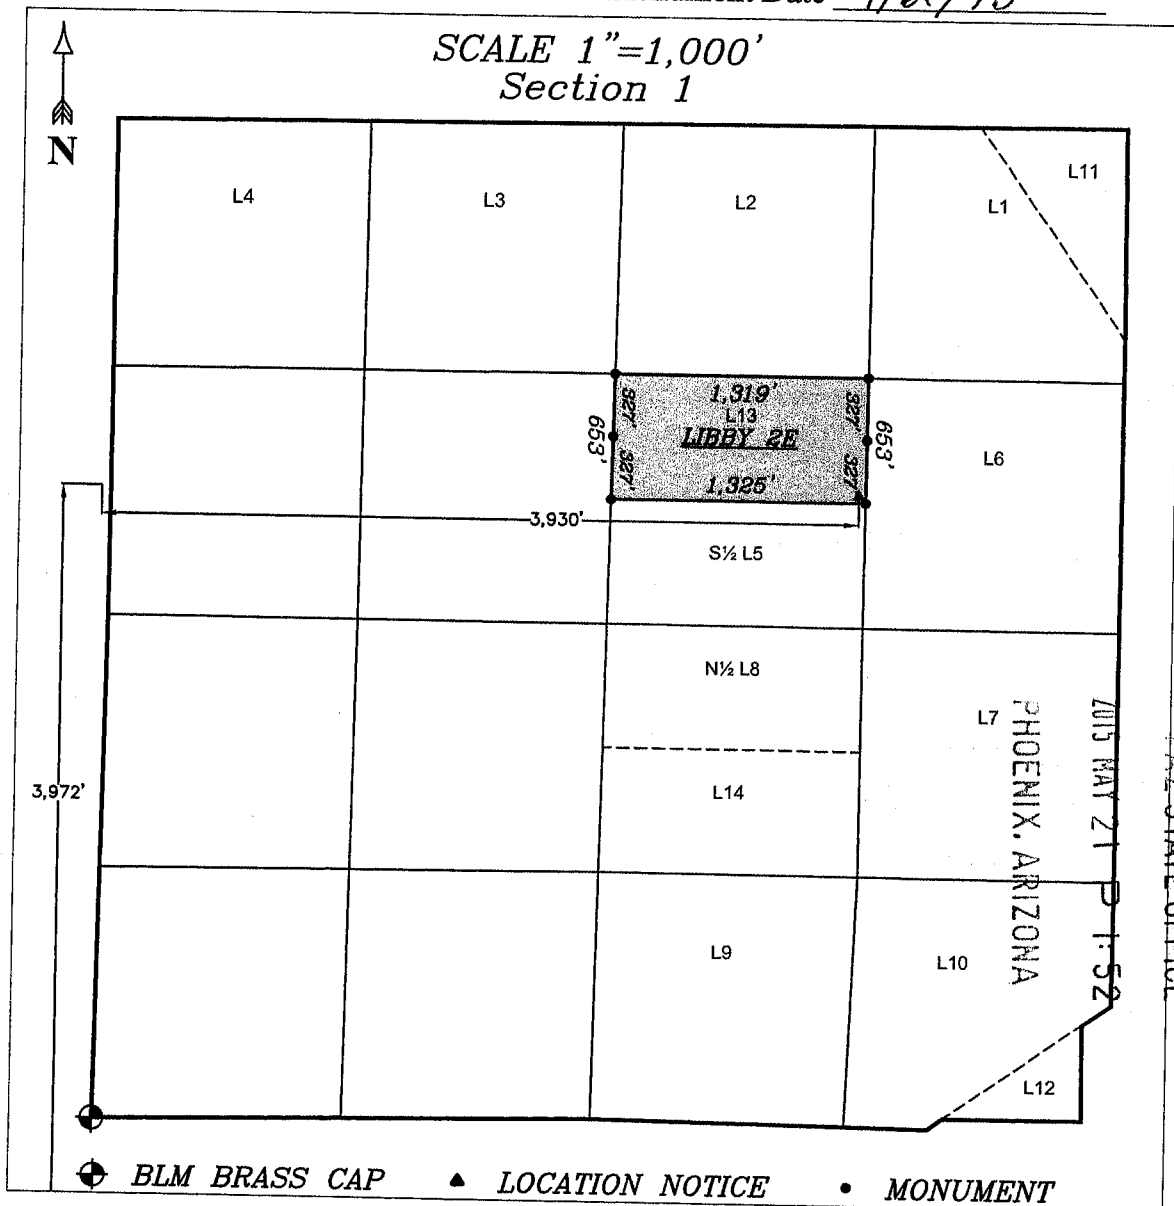 SCALE 1"=1,000'
Section 1
N
L4
L3
L2
L1
L11
1,319'
327'
327'
L13
LIBBY 2E
653'
653'
327'
327'
1,325'
L6
3,930'
S½ L5
N½ L8
L7
3,972'
L14
2015 MAY 21 P 1:52
PHOENIX, ARIZONA
L9
L10
L12
BLM BRASS CAP
LOCATION NOTICE
MONUMENT